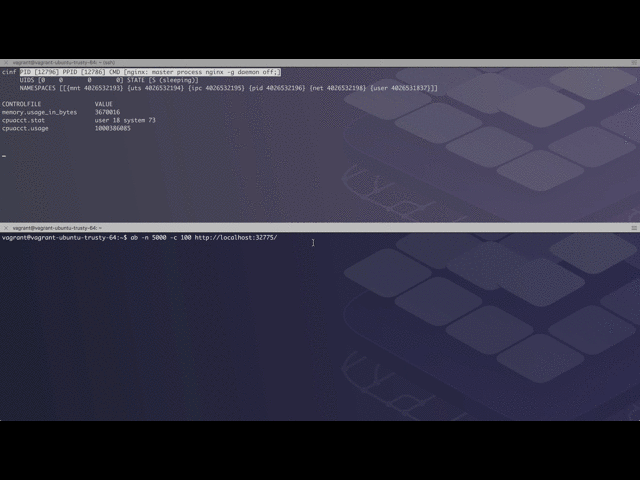 vagrant@vagrant-ubuntu-trusty-64: ~ (ssh)
cinf PID [12796] PPID [12786] CMD [nginx: master process nginx -g daemon off;]
UIDS [0 0 0 0] STATE [S (sleeping)]
NAMESPACES [[{mnt 4026532193} {uts 4026532194} {ipc 4026532195} {pid 4026532196} {net 4026532198} {user 4026531837}]]
CONTROLFILE VALUE
memory.usage_in_bytes 3670016
cpuacct.stat user 18 system 73
cpuacct.usage 1000386085
vagrant@vagrant-ubuntu-trusty-64: ~
vagrant@vagrant-ubuntu-trusty-64:~$ ab -n 5000 -c 100 http://localhost:32775/